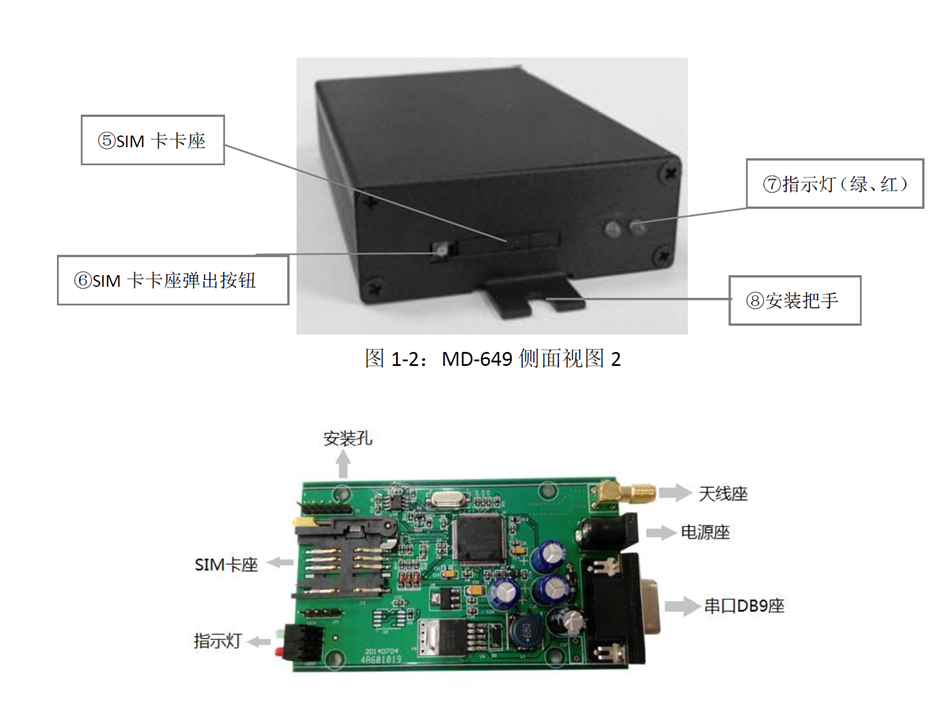 ⑤SIM 卡卡座
⑦指示灯(绿、红)
⑥SIM 卡卡座弹出按钮
⑧安装把手
图 1-2：MD-649 侧面视图 2
安装孔
天线座
电源座
SIM卡座
串口DB9座
指示灯
20140704
4A601019
680